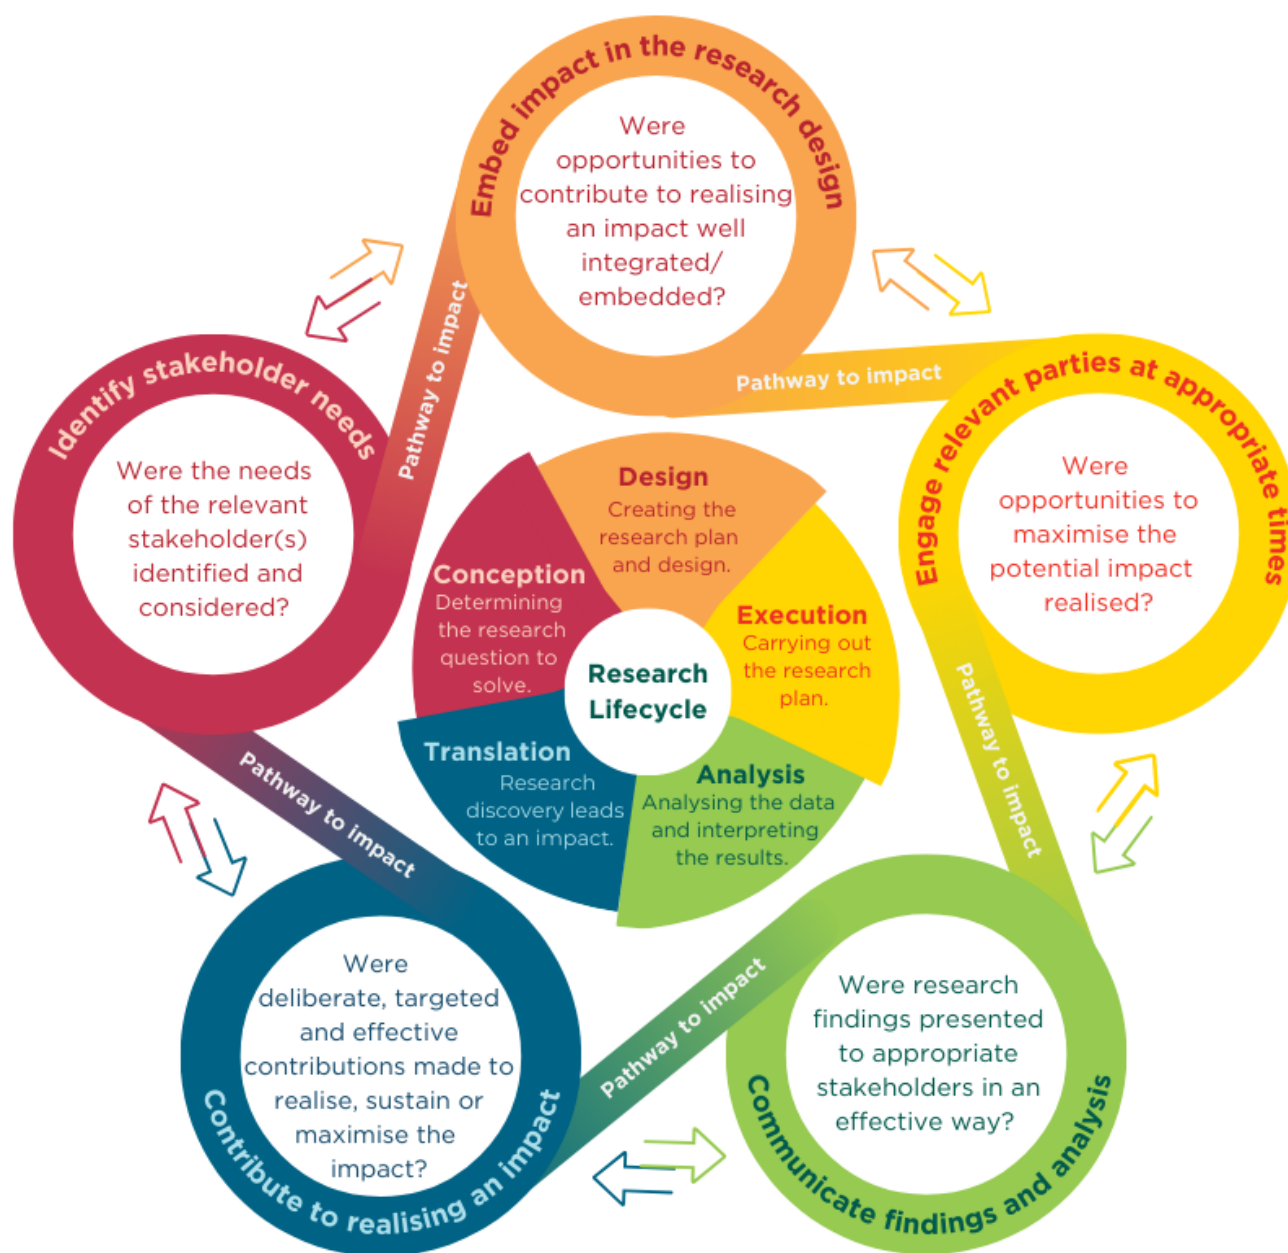 Embed impact in the research design
Were
opportunities to
contribute to realising
an impact well
integrated/
embedded?
Pathway to impact
Engage relevant parties at appropriate times
Were
opportunities to
maximise the
potential impact
realised?
Pathway to impact
Communicate findings and analysis
Were research
findings presented
to appropriate
stakeholders in an
effective way?
Pathway to impact
Contribute to realising an impact
Were
deliberate, targeted
and effective
contributions made to
realise, sustain or
maximise the
impact?
Pathway to impact
Identify stakeholder needs
Were the needs
of the relevant
stakeholder(s)
identified and
considered?
Pathway to impact
Research
Lifecycle
Design
Creating the
research plan
and design.
Execution
Carrying out
the research
plan.
Analysis
Analysing the data
and interpreting
the results.
Translation
Research
discovery leads
to an impact.
Conception
Determining
the research
question to
solve.